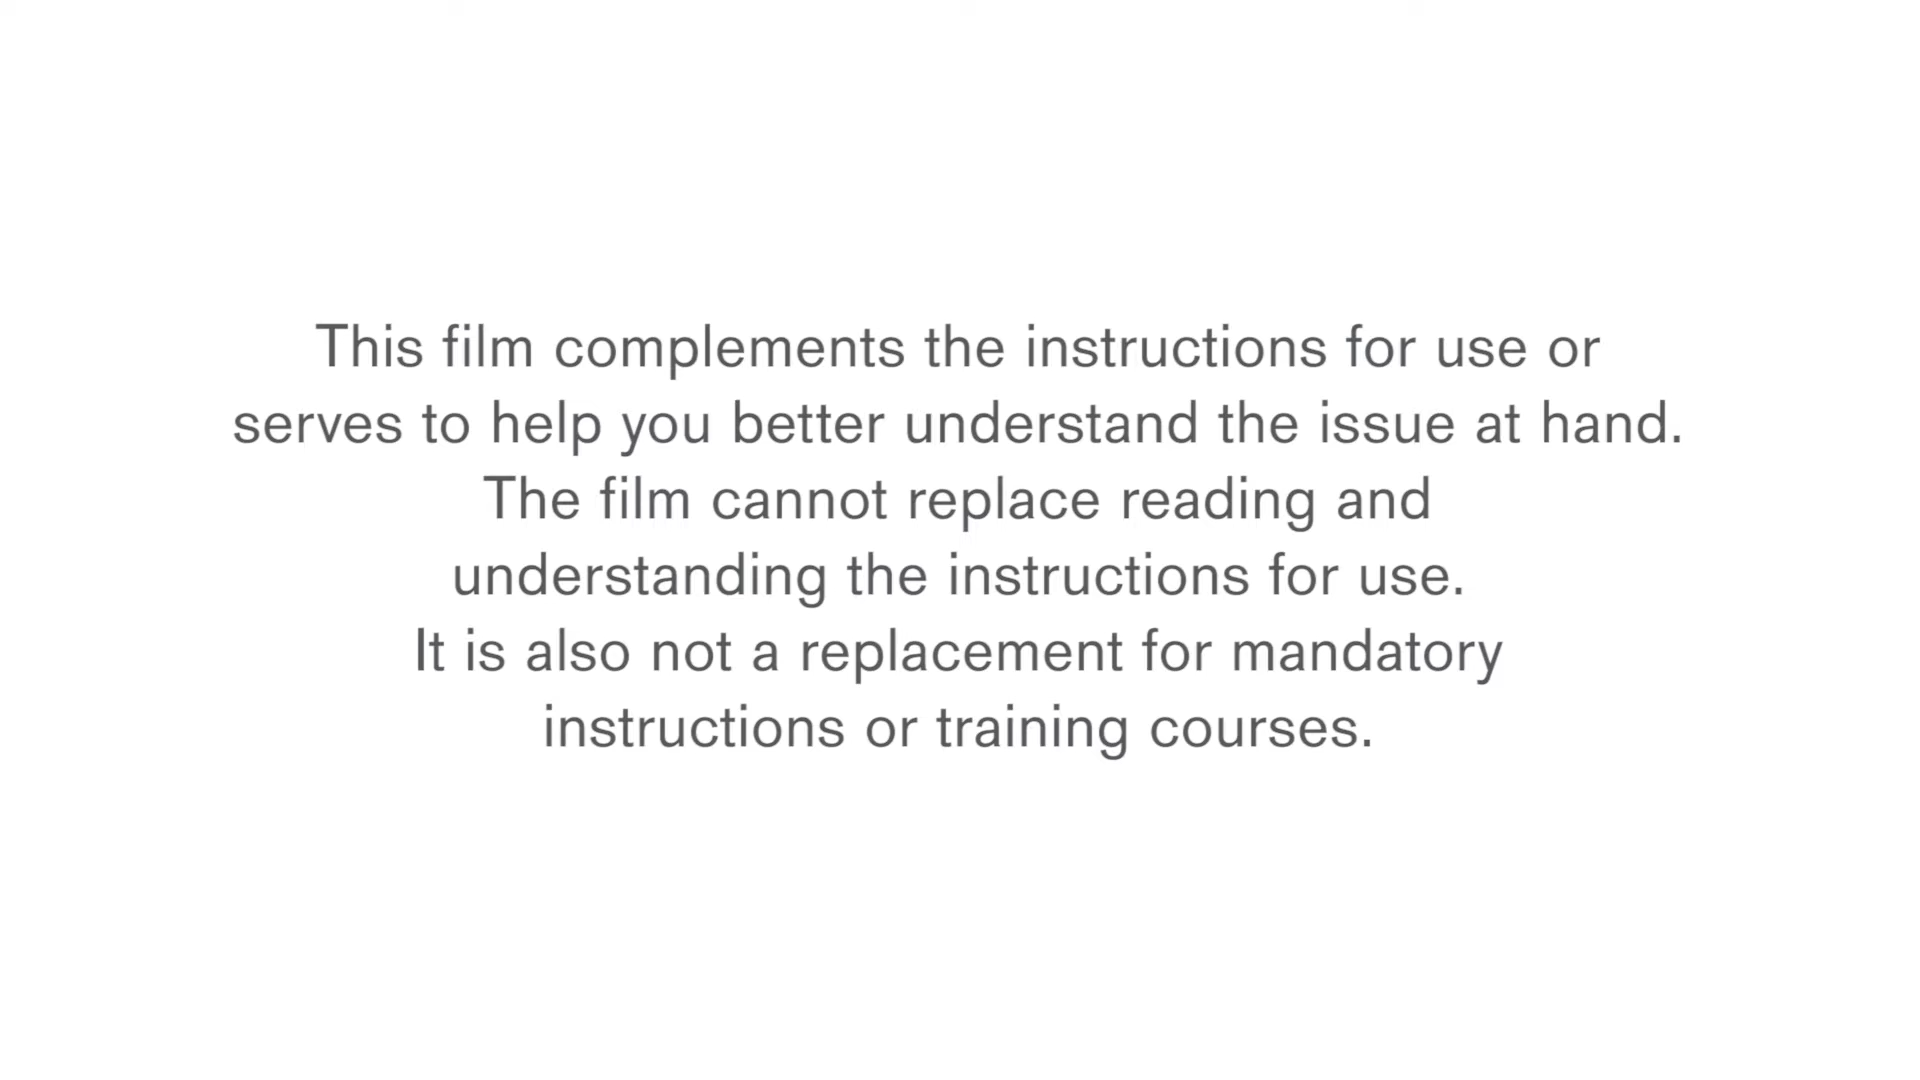 This film complements the instructions for use or
serves to help you better understand the issue at hand.
The film cannot replace reading and
understanding the instructions for use.
It is also not a replacement for mandatory
instructions or training courses.